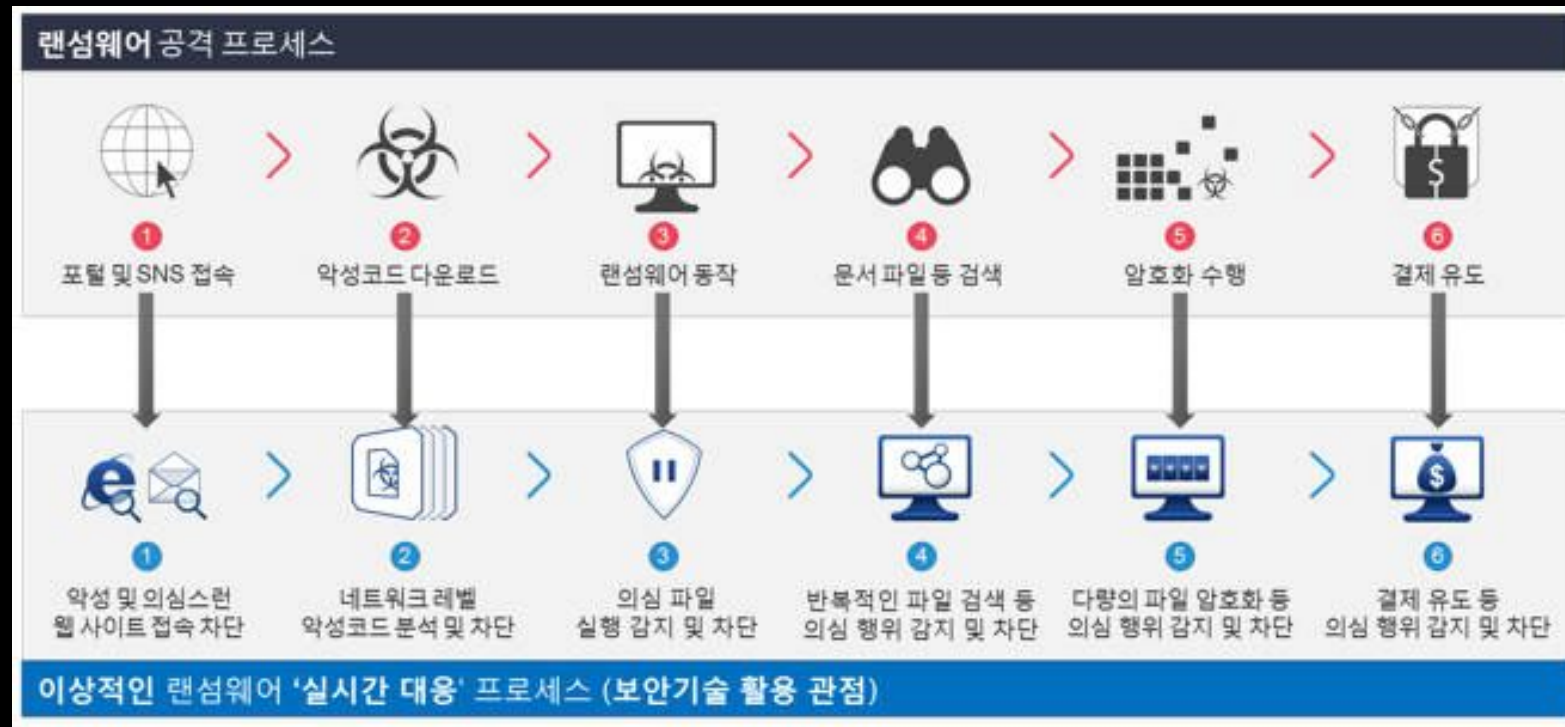 랜섬웨어 공격 프로세스
$
1
2
3
4
5
6
포털 및 SNS 접속
악성코드 다운로드
랜섬웨어 동작
문서 파일 등 검색
암호화 수행
결제 유도
$
1
2
3
4
5
6
악성 및 의심스런
웹 사이트 접속 차단
네트워크 레벨
악성코드 분석 및 차단
의심 파일
실행 감지 및 차단
반복적인 파일 검색 등
의심 행위 감지 및 차단
다량의 파일 암호화 등
의심 행위 감지 및 차단
결제 유도 등
의심 행위 감지 및 차단
이상적인 랜섬웨어 ‘실시간 대응’ 프로세스 (보안기술 활용 관점)